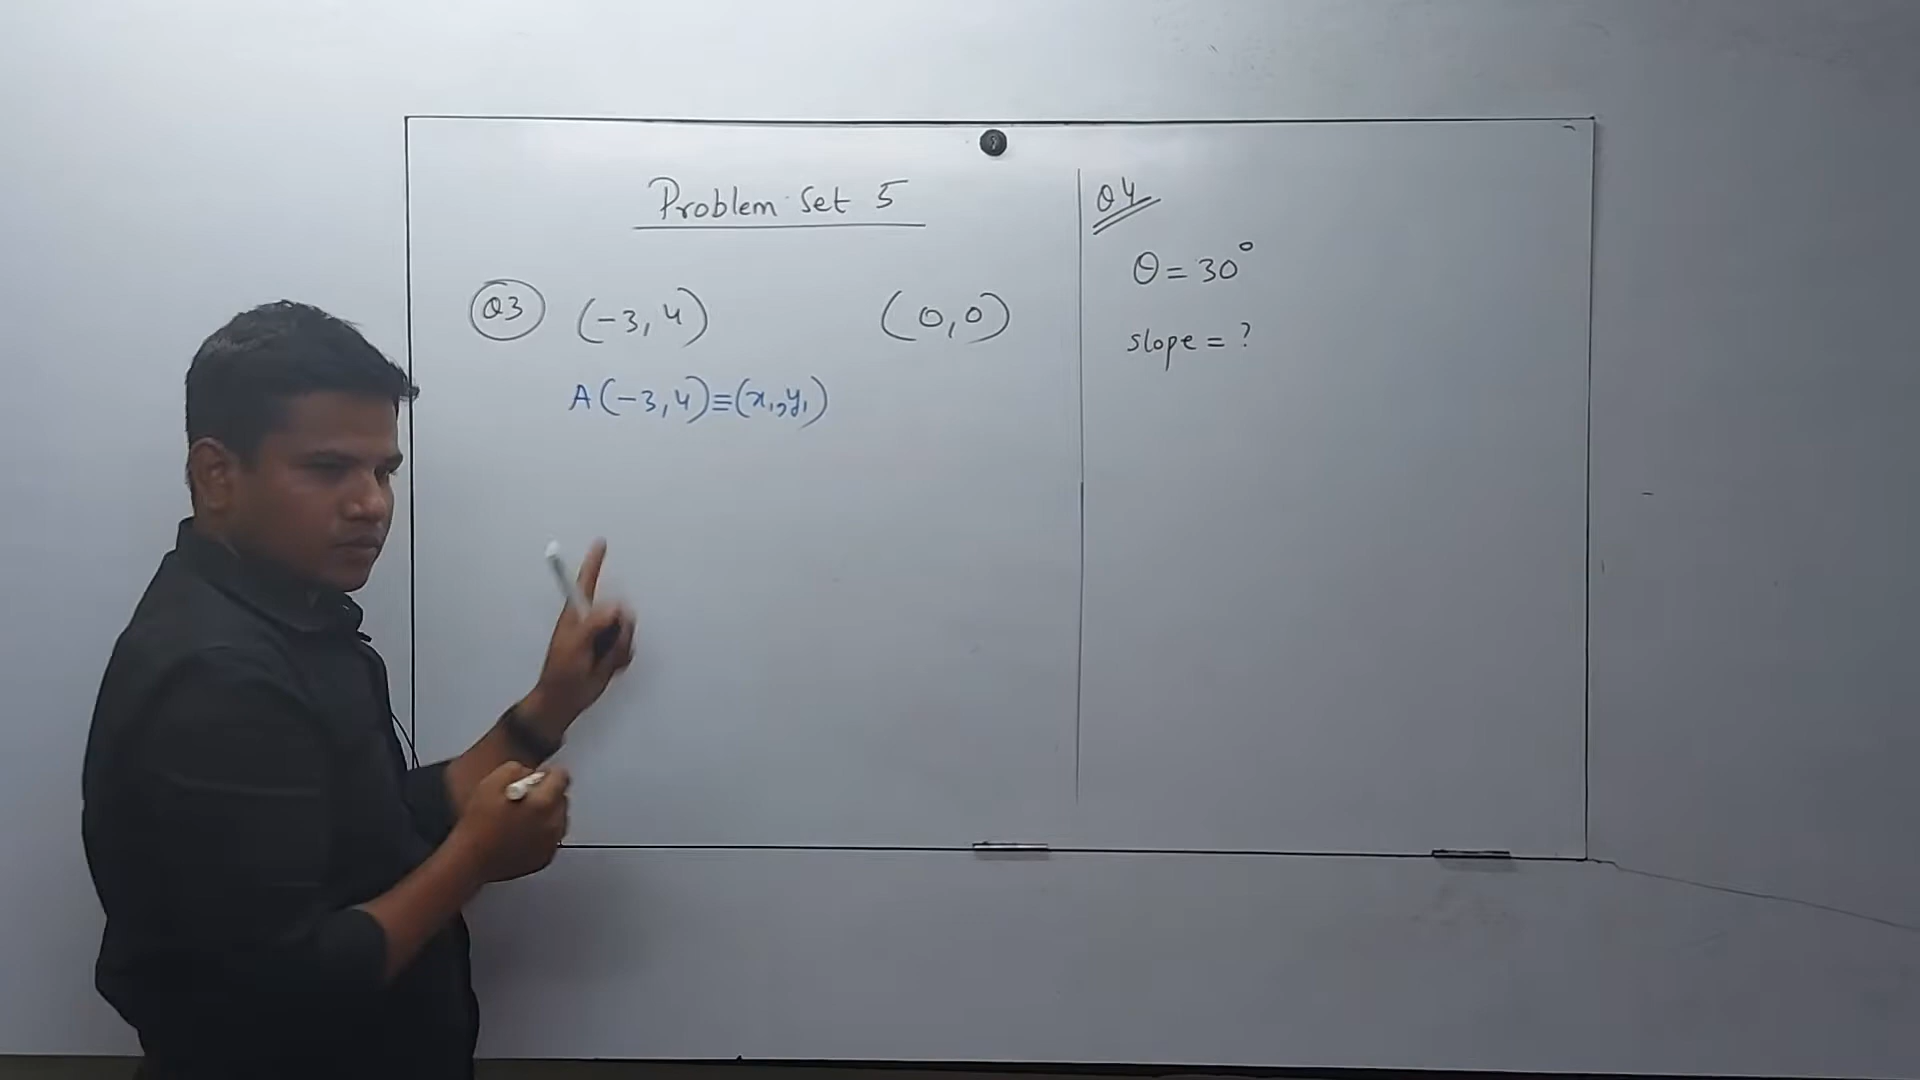 Problem Set 5
Q3 (-3, 4) (0,0)
A(-3, 4)≡(x₁,y₁)
Q4
θ = 30°
slope = ?